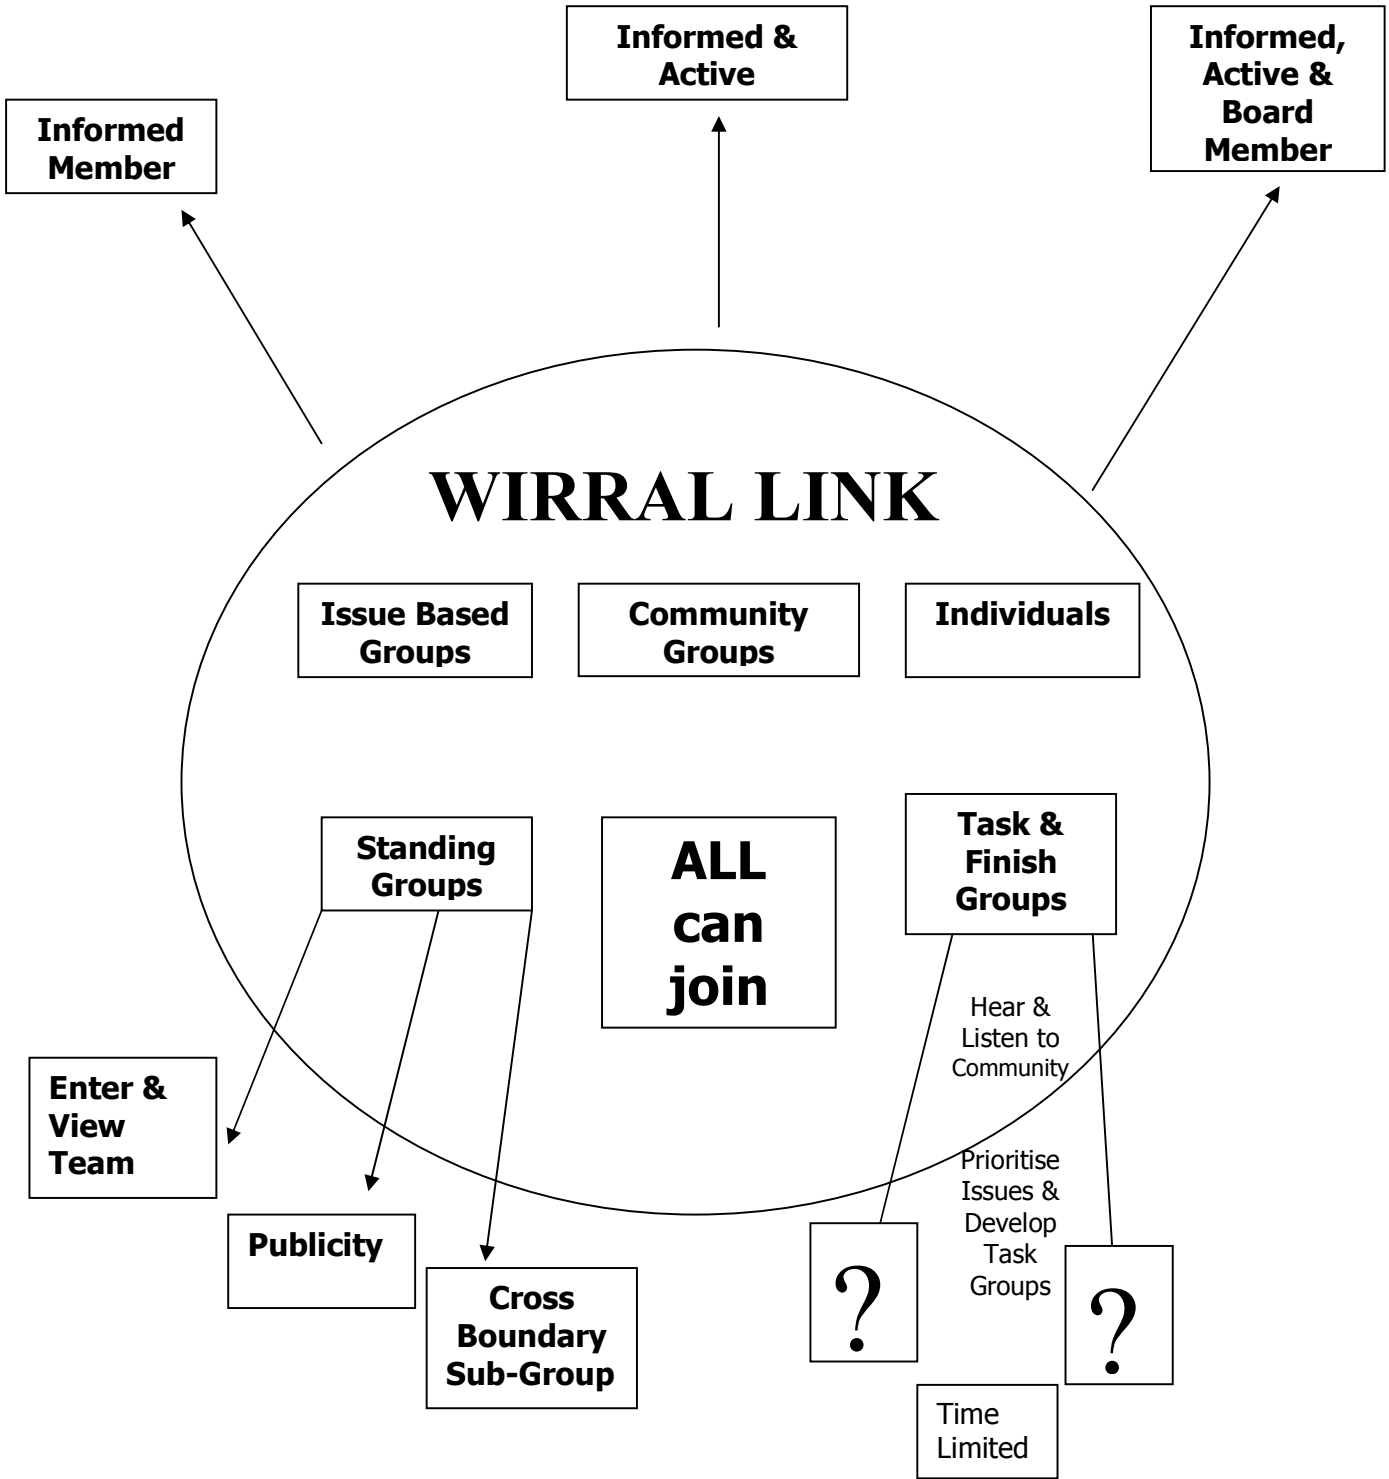 Informed &
Active
Informed,
Active &
Board
Member
Informed
Member
WIRRAL LINK
Issue Based
Groups
Community
Groups
Individuals
Standing
Groups
ALL
can
join
Task &
Finish
Groups
Hear &
Listen to
Community
Enter &
View
Team
Publicity
Cross
Boundary
Sub-Group
Prioritise
Issues &
Develop
Task
Groups
?
?
Time
Limited